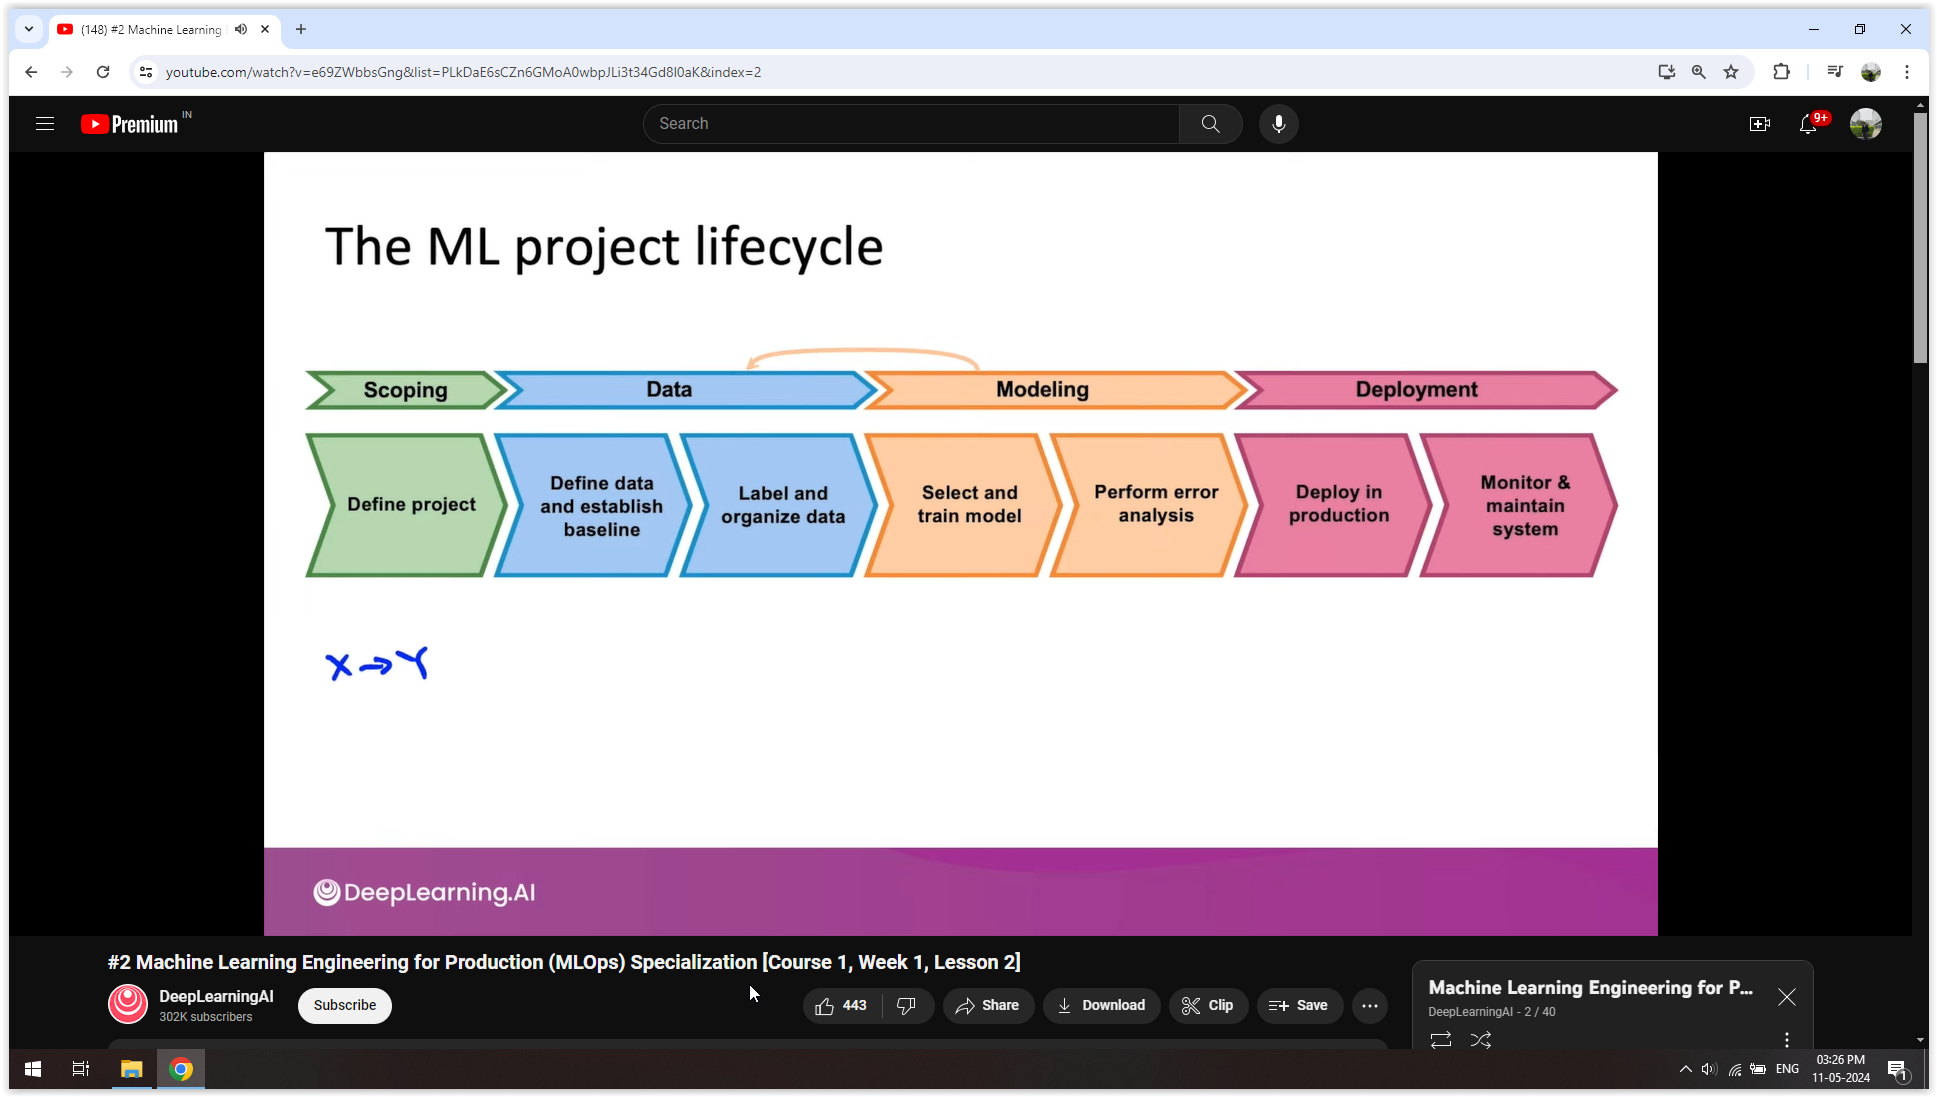 (148) #2 Machine Learning
youtube.com/watch?v=e69ZWbbsGng&list=PLkDaE6sCZn6GMoA0wbpJLi3t34Gd8l0aK&index=2
Premium IN
Search
9+
The ML project lifecycle
Scoping Data Modeling Deployment
Define project
Define data
and establish
baseline
Label and
organize data
Select and
train model
Perform error
analysis
Deploy in
production
Monitor &
maintain
system
X → Y
DeepLearning.AI
#2 Machine Learning Engineering for Production (MLOps) Specialization [Course 1, Week 1, Lesson 2]
DeepLearningAI
302K subscribers
Subscribe
443
Share
Download
Clip
Save
Machine Learning Engineering for P...
DeepLearningAI - 2 / 40
ENG
03:26 PM
11-05-2024
1